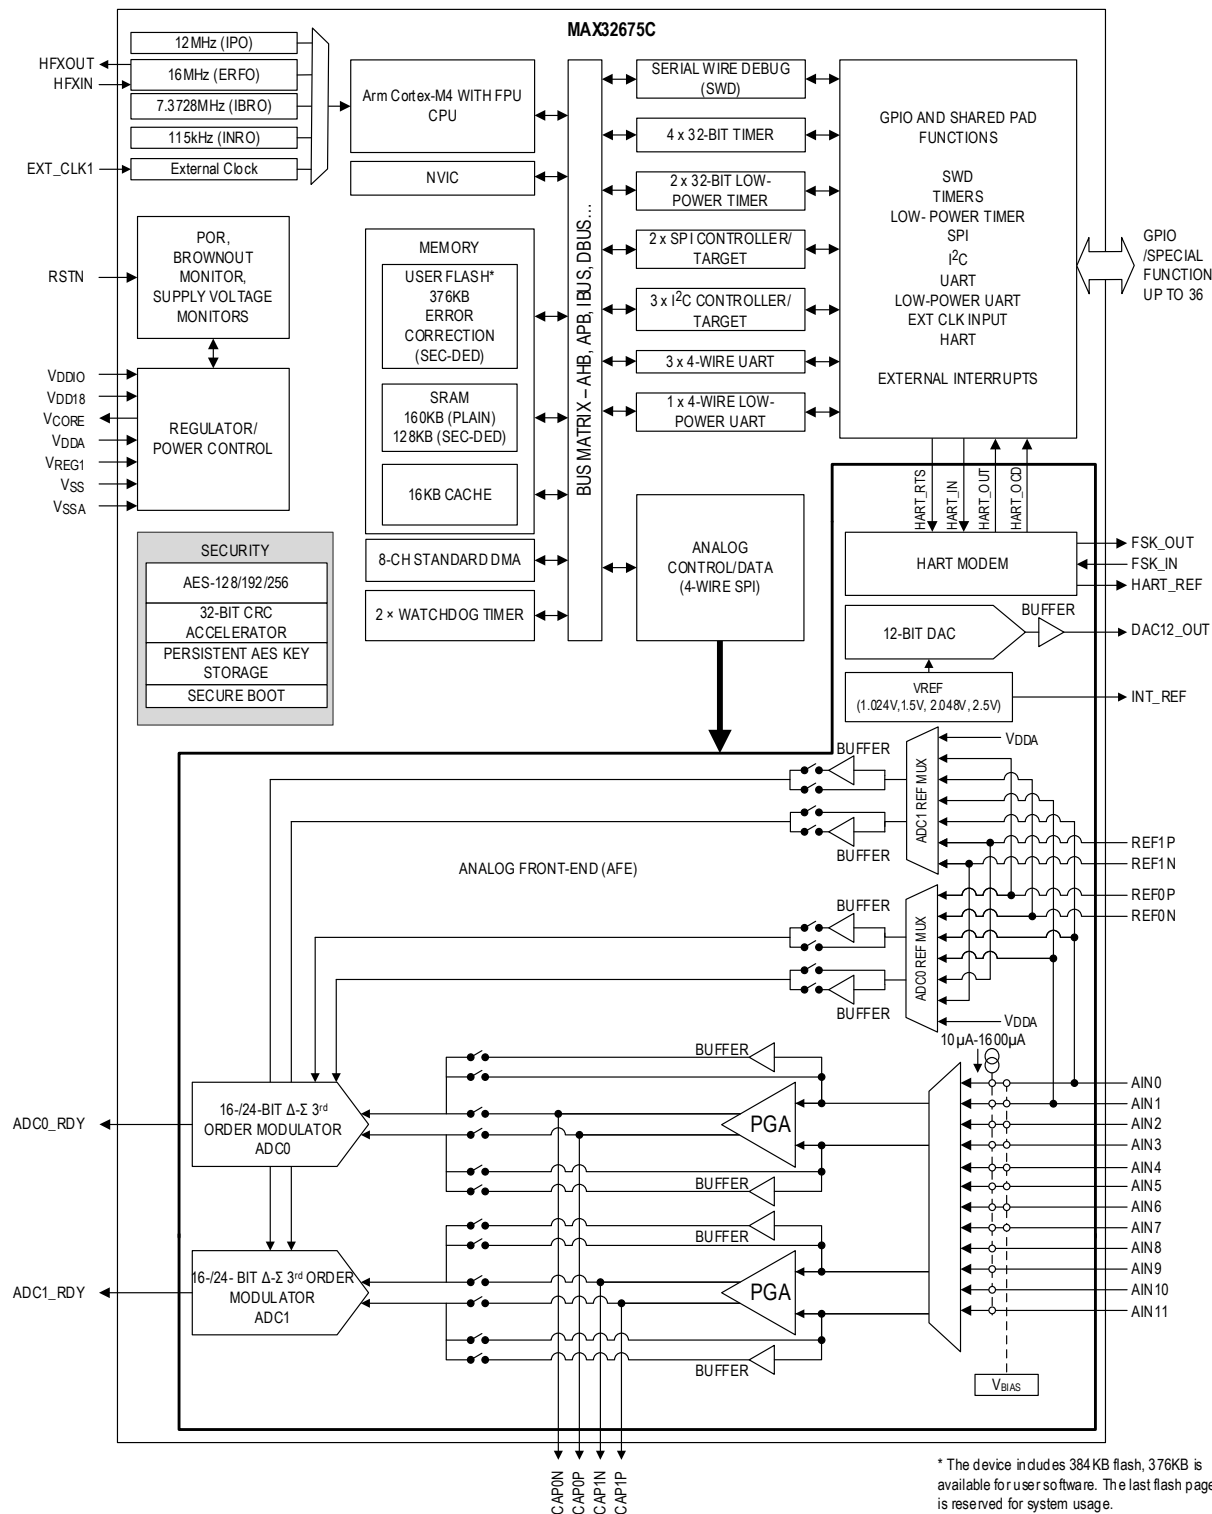 MAX32675C
12MHz (IPO)
HFXOUT
16MHz (ERFO)
HFXIN
7.3728MHz (IBRO)
115kHz (INRO)
EXT_CLK1
External Clock
Arm Cortex-M4 WITH FPU
CPU
NVIC
POR,
BROWNOUT
MONITOR,
SUPPLY VOLTAGE
MONITORS
RSTN
VDDIO
VDD18
VCORE
VDDA
VREG1
VSS
VSSA
REGULATOR/
POWER CONTROL
MEMORY
USER FLASH*
376KB
ERROR
CORRECTION
(SEC-DED)
SRAM
160KB (PLAIN)
128KB (SEC-DED)
16KB CACHE
8-CH STANDARD DMA
2 × WATCHDOG TIMER
SECURITY
AES-128/192/256
32-BIT CRC
ACCELERATOR
PERSISTENT AES KEY
STORAGE
SECURE BOOT
BUS MATRIX – AHB, APB, IBUS, DBUS...
SERIAL WIRE DEBUG
(SWD)
4 x 32-BIT TIMER
2 x 32-BIT LOW-
POWER TIMER
2 x SPI CONTROLLER/
TARGET
3 x I²C CONTROLLER/
TARGET
3 x 4-WIRE UART
1 x 4-WIRE LOW-
POWER UART
ANALOG
CONTROL/DATA
(4-WIRE SPI)
GPIO AND SHARED PAD
FUNCTIONS
SWD
TIMERS
LOW- POWER TIMER
SPI
I²C
UART
LOW-POWER UART
EXT CLK INPUT
HART
EXTERNAL INTERRUPTS
GPIO
/SPECIAL
FUNCTION
UP TO 36
HART_RTS
HART_IN
HART_OUT
HART_OCD
HART MODEM
FSK_OUT
FSK_IN
HART_REF
12-BIT DAC
BUFFER
DAC12_OUT
VREF
(1.024V,1.5V, 2.048V, 2.5V)
INT_REF
VDDA
BUFFER
ADC1 REF MUX
BUFFER
REF1P
REF1N
ANALOG FRONT-END (AFE)
REF0P
REF0N
BUFFER
ADC0 REF MUX
BUFFER
VDDA
10µA-1600µA
BUFFER
16-/24-BIT Δ-Σ 3rd
ORDER MODULATOR
ADC0
ADC0_RDY
PGA
BUFFER
AIN0
AIN1
AIN2
AIN3
AIN4
AIN5
AIN6
AIN7
AIN8
AIN9
AIN10
AIN11
BUFFER
16-/24- BIT Δ-Σ 3rd ORDER
MODULATOR
ADC1
ADC1_RDY
PGA
BUFFER
VBIAS
CAP0N
CAP0P
CAP1N
CAP1P
* The device includes 384KB flash, 376KB is
available for user software. The last flash page
is reserved for system usage.